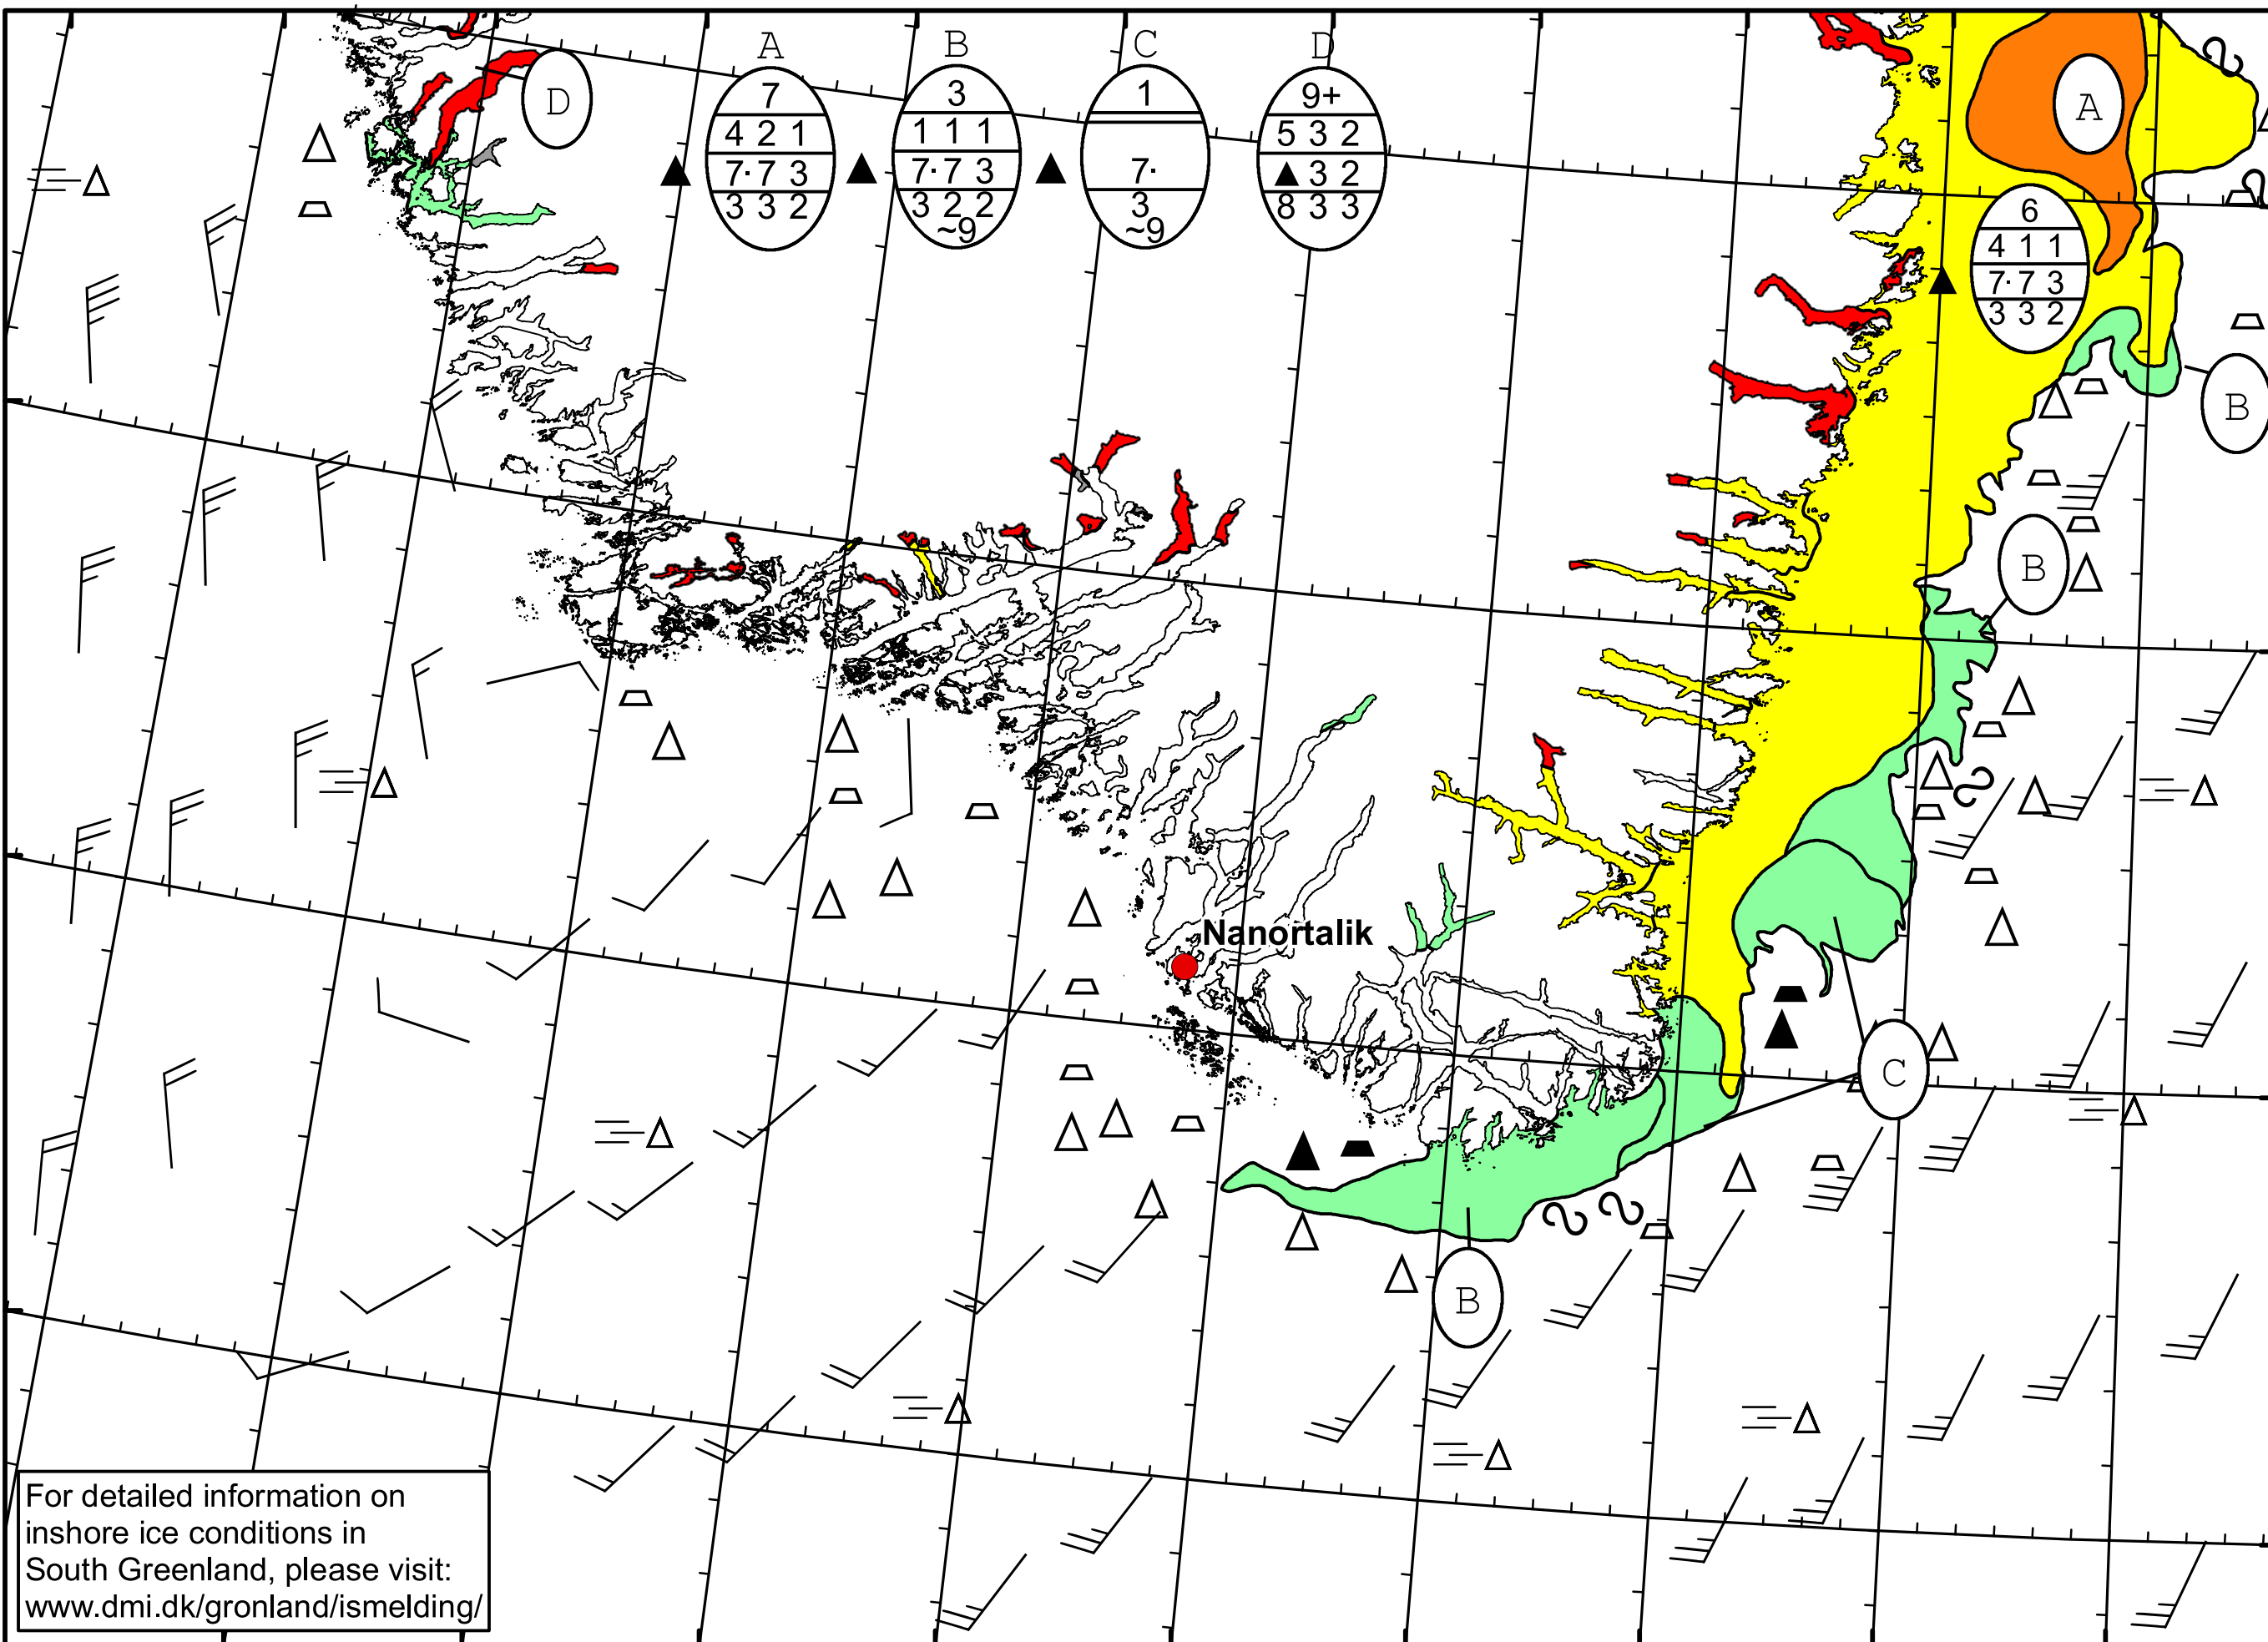 A
B
C
D
7
4 2 1
7· 7 3
3 3 2
3
1 1 1
7· 7 3
3 2 2
~9
1
7·
3
~9
9+
5 3 2
▲ 3 2
8 3 3
D
A
6
4 1 1
7· 7 3
3 3 2
B
B
Nanortalik
C
B
For detailed information on
inshore ice conditions in
South Greenland, please visit:
www.dmi.dk/gronland/ismelding/